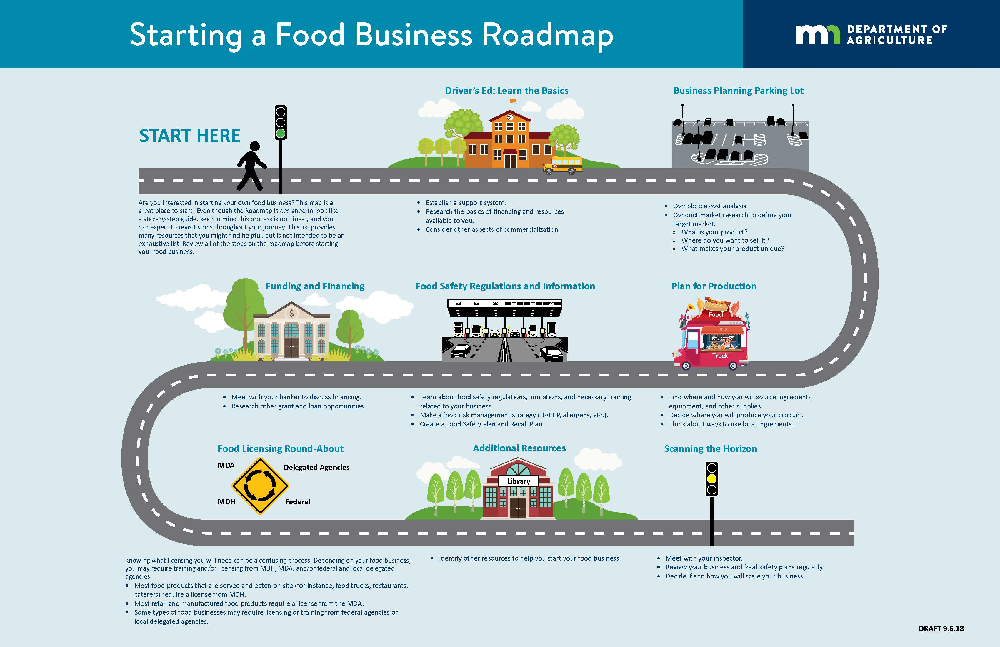 Starting a Food Business Roadmap
mn DEPARTMENT OF
AGRICULTURE
START HERE
Are you interested in starting your own food business? This map is a
great place to start! Even though the Roadmap is designed to look like
a step-by-step guide, keep in mind this process is not linear, and you
can expect to revisit stops throughout your journey. This list provides
many resources that you might find helpful, but is not intended to be an
exhaustive list. Review all of the stops on the roadmap before starting
your food business.
Driver's Ed: Learn the Basics
• Establish a support system.
• Research the basics of financing and resources
available to you.
• Consider other aspects of commercialization.
Business Planning Parking Lot
• Complete a cost analysis.
• Conduct market research to define your
target market.
» What is your product?
» Where do you want to sell it?
» What makes your product unique?
Plan for Production
Food
Truck
• Find where and how you will source ingredients,
equipment, and other supplies.
• Decide where you will produce your product.
• Think about ways to use local ingredients.
Food Safety Regulations and Information
• Learn about food safety regulations, limitations, and necessary training
related to your business.
• Make a food risk management strategy (HACCP, allergens, etc.).
• Create a Food Safety Plan and Recall Plan.
Funding and Financing
$
• Meet with your banker to discuss financing.
• Research other grant and loan opportunities.
Food Licensing Round-About
MDA
Delegated Agencies
MDH
Federal
Knowing what licensing you will need can be a confusing process. Depending on your food business,
you may require training and/or licensing from MDH, MDA, and/or federal and local delegated
agencies.
• Most food products that are served and eaten on site (for instance, food trucks, restaurants,
caterers) require a license from MDH.
• Most retail and manufactured food products require a license from the MDA.
• Some types of food businesses may require licensing or training from federal agencies or
local delegated agencies.
Additional Resources
Library
• Identify other resources to help you start your food business.
Scanning the Horizon
• Meet with your inspector.
• Review your business and food safety plans regularly.
• Decide if and how you will scale your business.
DRAFT 9.6.18